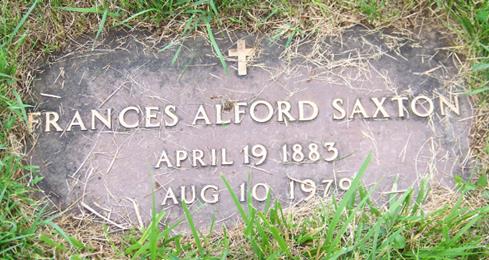 FRANCES ALFORD SAXTON
APRIL 19 1883
AUG 10 1979